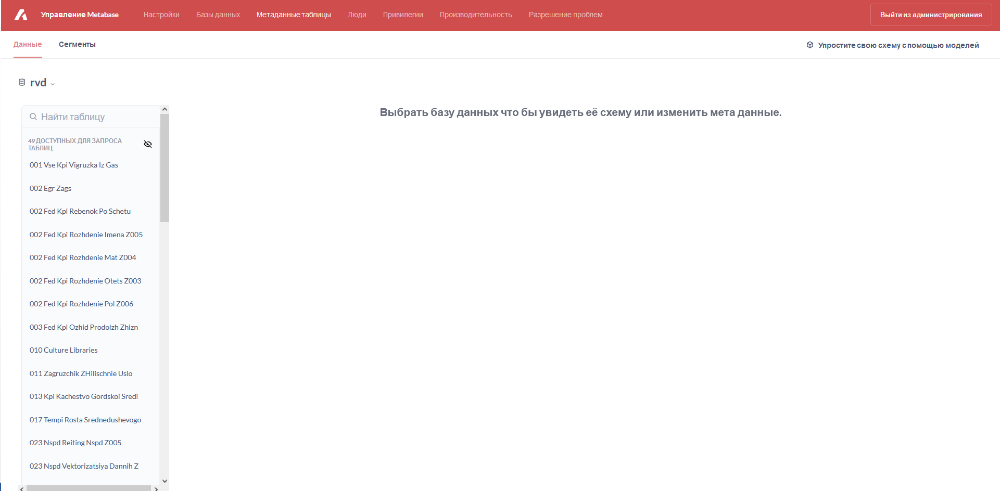 Управление Metabase
Настройки
Базы данных
Метаданные таблицы
Люди
Привилегии
Производительность
Разрешение проблем
Выйти из администрирования
Данные
Сегменты
Упростите свою схему с помощью моделей
rvd
Найти таблицу
Выбрать базу данных что бы увидеть её схему или изменить мета данные.
49 ДОСТУПНЫХ ДЛЯ ЗАПРОСА
ТАБЛИЦ
001 Vse Kpi Vigruzka Iz Gas
002 Egr Zags
002 Fed Kpi Rebenok Po Schetu
002 Fed Kpi Rozhdenie Imena Z005
002 Fed Kpi Rozhdenie Mat Z004
002 Fed Kpi Rozhdenie Otets Z003
002 Fed Kpi Rozhdenie Pol Z006
003 Fed Kpi Ozhid Prodolzh Zhizn
010 Culture Libraries
011 Zagruzchik ZHilischnie Uslo
013 Kpi Kachestvo Gordskoi Sredi
017 Tempi Rosta Srednedushevogo
023 Nspd Reiting Nspd Z005
023 Nspd Vektorizatsiya Dannih Z